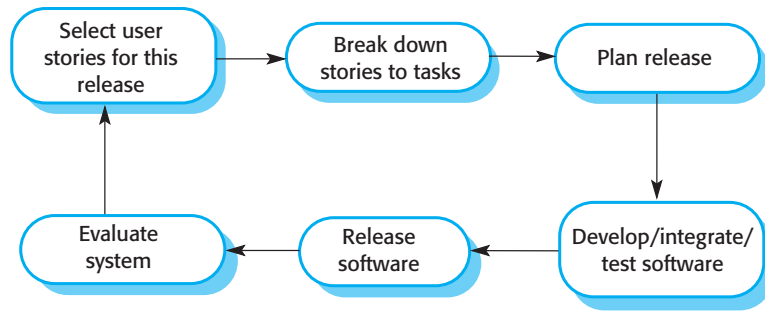 Select user
stories for this
release
Break down
stories to tasks
Plan release
Evaluate
system
Release
software
Develop/integrate/
test software